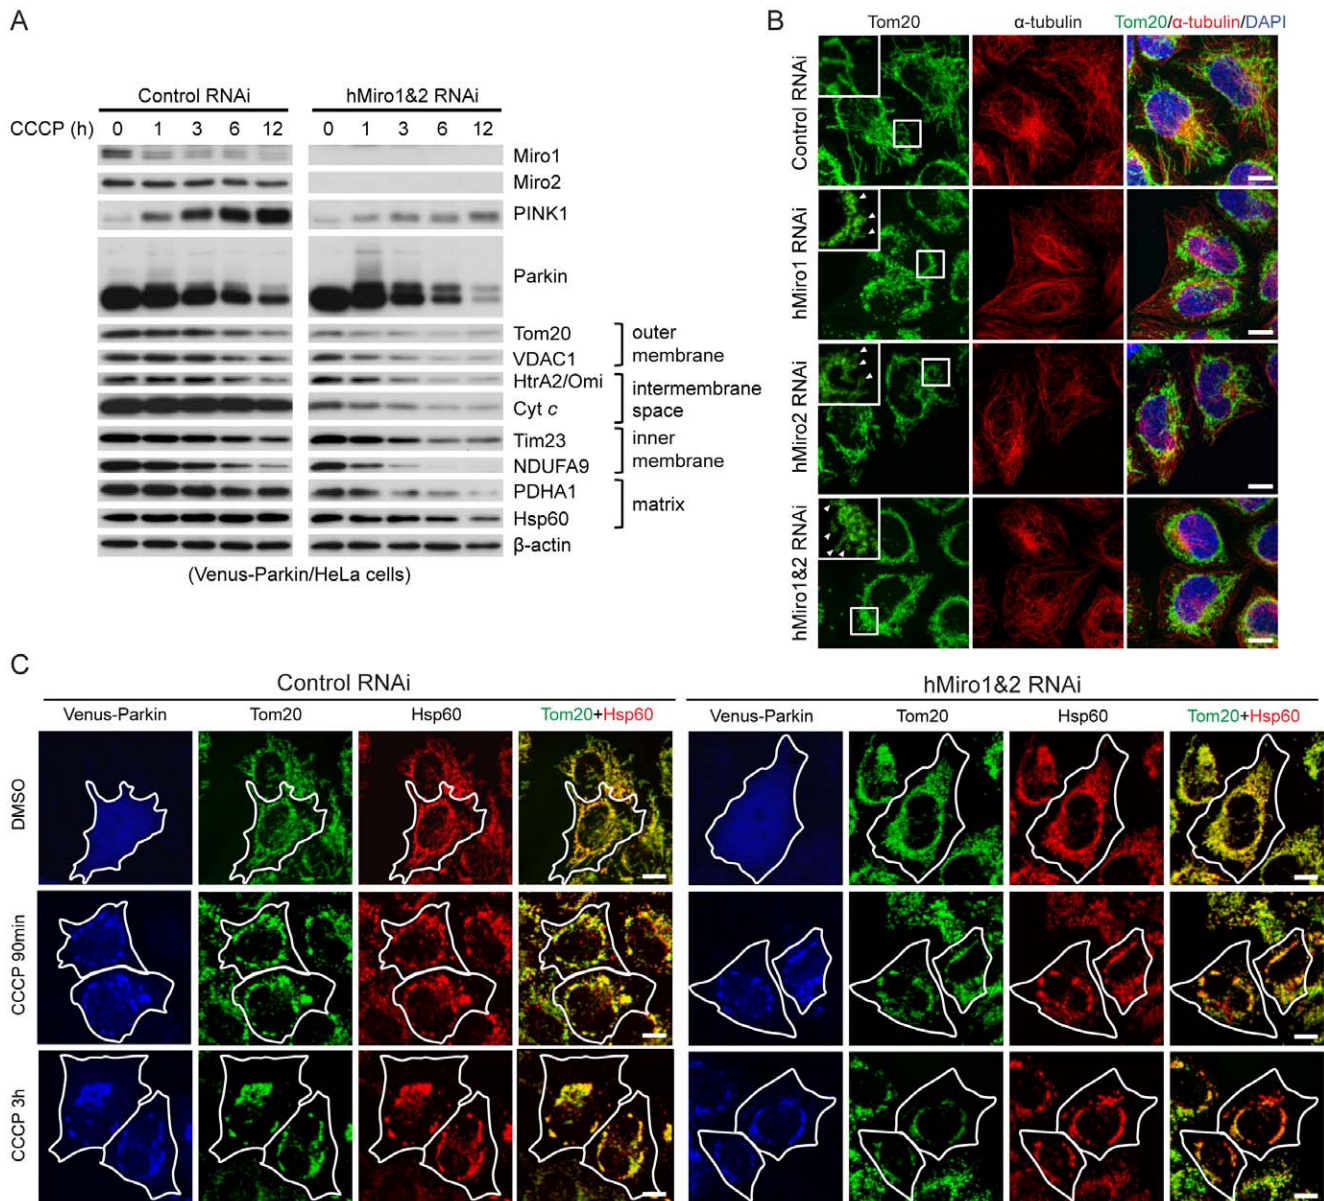 A
Control RNAi hMiro1&2 RNAi
CCCP (h) 0 1 3 6 12 0 1 3 6 12
Miro1
Miro2
PINK1
Parkin
Tom20
VDAC1
outer
membrane
HtrA2/Omi
Cyt c
intermembrane
space
Tim23
NDUFA9
inner
membrane
PDHA1
Hsp60
matrix
β-actin
(Venus-Parkin/HeLa cells)
B
Tom20 α-tubulin Tom20/α-tubulin/DAPI
Control RNAi
hMiro1 RNAi
hMiro2 RNAi
hMiro1&2 RNAi
C
Control RNAi hMiro1&2 RNAi
Venus-Parkin Tom20 Hsp60 Tom20+Hsp60 Venus-Parkin Tom20 Hsp60 Tom20+Hsp60
DMSO
CCCP 90min
CCCP 3h